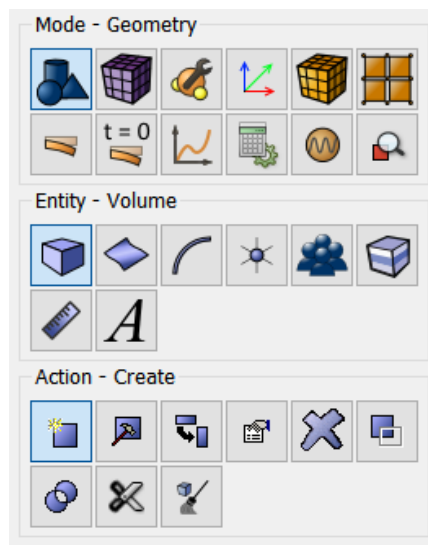 Mode - Geometry
t = 0
Entity - Volume
A
Action - Create